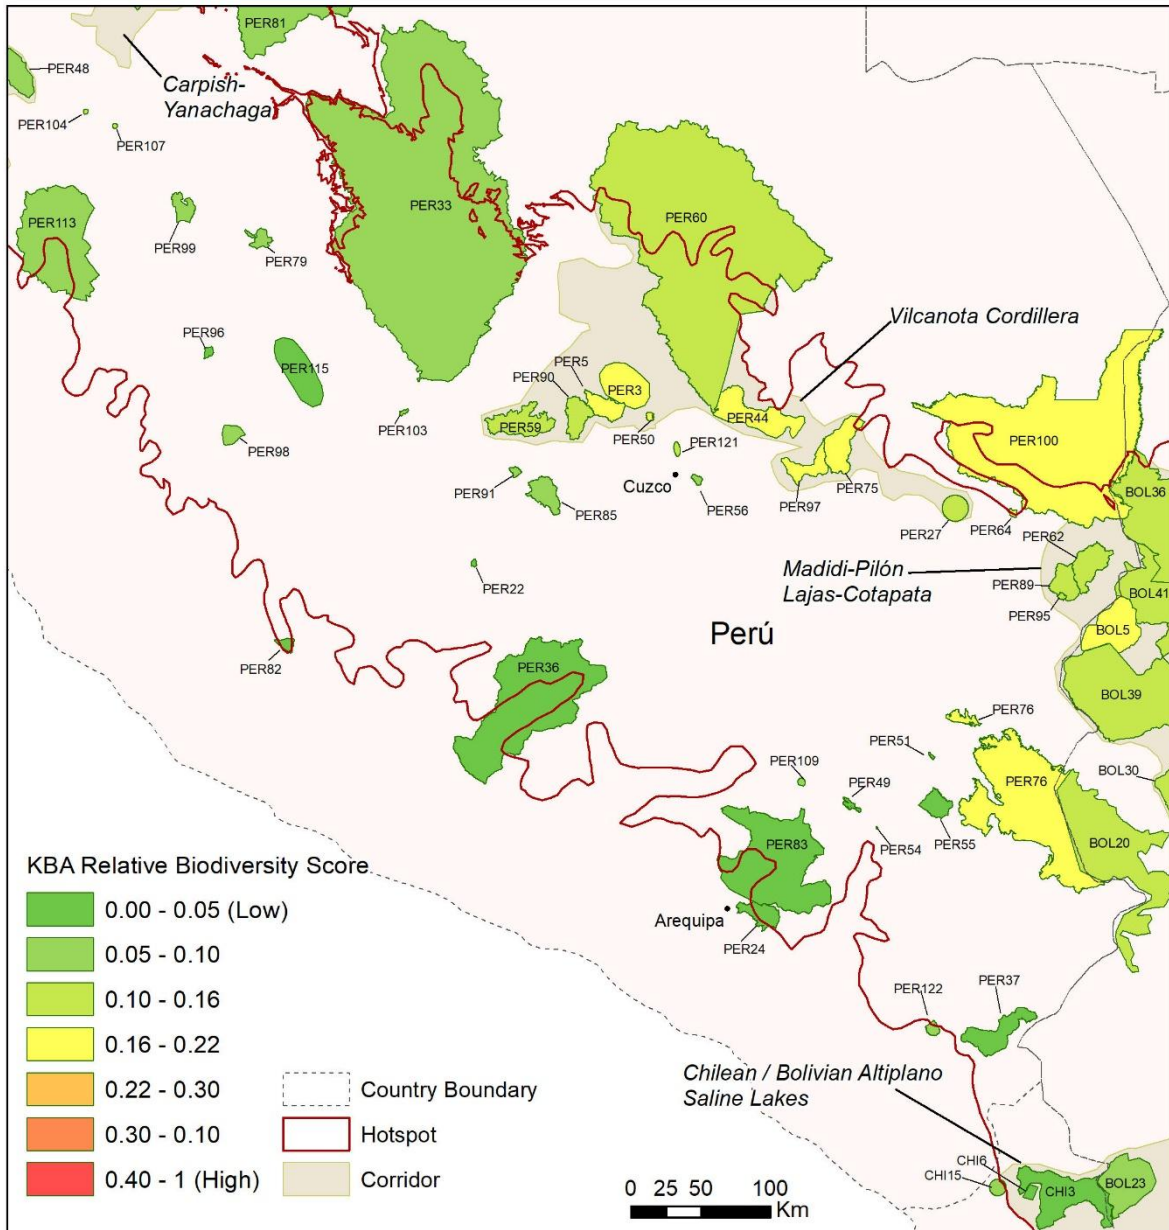 PER81
PER48
Carpish-
Yanachaga
PER104
PER107
PER33
PER60
PER113
PER99
PER79
Vilcanota Cordillera
PER96
PER115
PER5
PER90
PER3
PER103
PER59
PER50
PER44
PER100
PER98
PER121
PER91
Cuzco
PER85
PER56
PER97
PER75
BOL36
PER27
PER64
PER62
Madidi-Pilón
Lajas-Cotapata
PER89
PER95
BOL41
PER22
BOL5
Perú
PER82
PER36
BOL39
PER76
PER51
PER109
PER49
PER76
BOL30
PER83
PER54
PER55
BOL20
Arequipa
PER24
PER122
PER37
Chilean / Bolivian Altiplano
Saline Lakes
CHI6
CHI15
CHI3
BOL23
KBA Relative Biodiversity Score
0.00 - 0.05 (Low)
0.05 - 0.10
0.10 - 0.16
0.16 - 0.22
0.22 - 0.30
0.30 - 0.10
0.40 - 1 (High)
Country Boundary
Hotspot
Corridor
0 25 50 100
Km